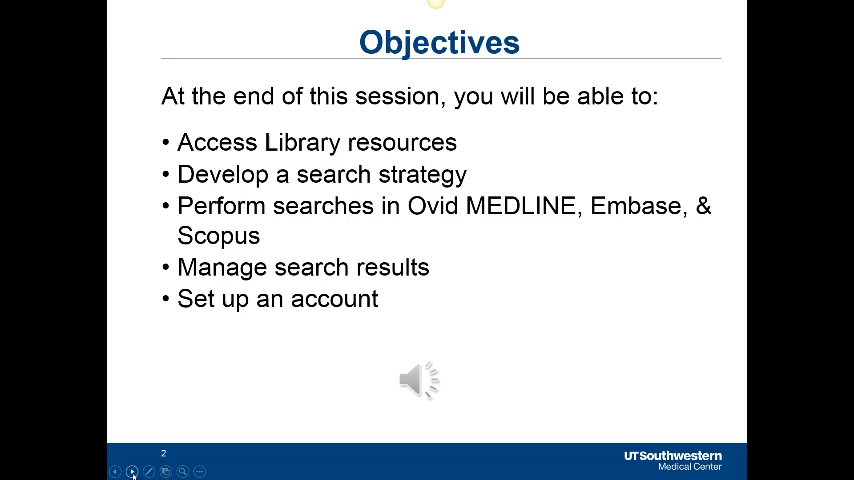 Objectives
At the end of this session, you will be able to:
• Access Library resources
• Develop a search strategy
• Perform searches in Ovid MEDLINE, Embase, &
Scopus
• Manage search results
• Set up an account
2
UTSouthwestern
Medical Center